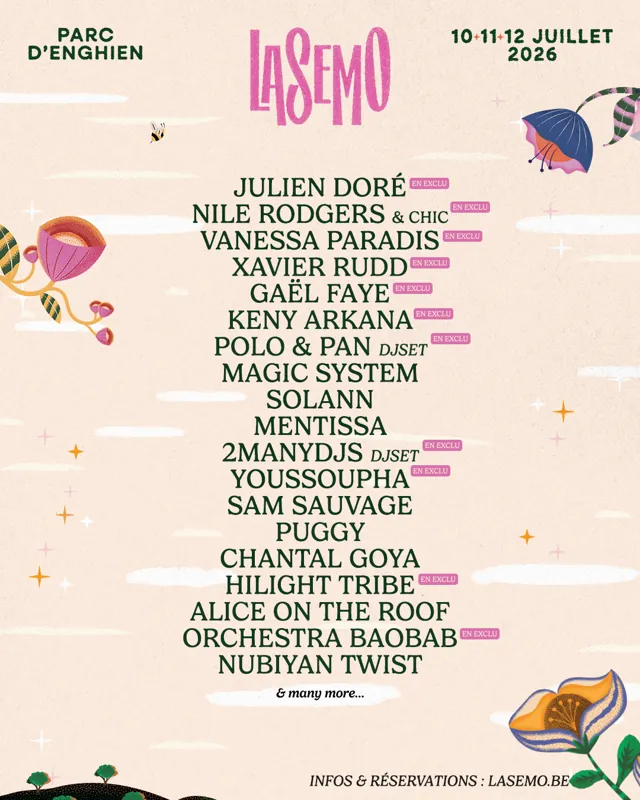 PARC
D'ENGHIEN
LASEMO
10+11+12 JUILLET
2026
JULIEN DORÉ EN EXCLU
NILE RODGERS & CHIC EN EXCLU
VANESSA PARADIS EN EXCLU
XAVIER RUDD EN EXCLU
GAËL FAYE EN EXCLU
KENY ARKANA EN EXCLU
POLO & PAN DJSET EN EXCLU
MAGIC SYSTEM
SOLANN
MENTISSA
2MANYDJS DJSET EN EXCLU
YOUSSOUPHA EN EXCLU
SAM SAUVAGE
PUGGY
CHANTAL GOYA
HILIGHT TRIBE EN EXCLU
ALICE ON THE ROOF
ORCHESTRA BAOBAB EN EXCLU
NUBIYAN TWIST
& many more...
INFOS & RÉSERVATIONS : LASEMO.BE